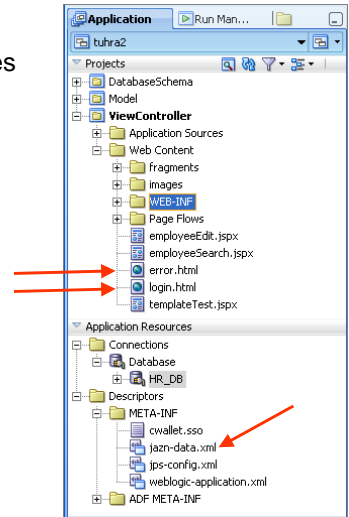 Application Run Man...
tuhra2
es
Projects
DatabaseSchema
Model
ViewController
Application Sources
Web Content
fragments
images
WEB-INF
Page Flows
employeeEdit.jspx
employeeSearch.jspx
error.html
login.html
templateTest.jspx
Application Resources
Connections
Database
HR_DB
Descriptors
META-INF
cwallet.sso
jazn-data.xml
jps-config.xml
weblogic-application.xml
ADF META-INF